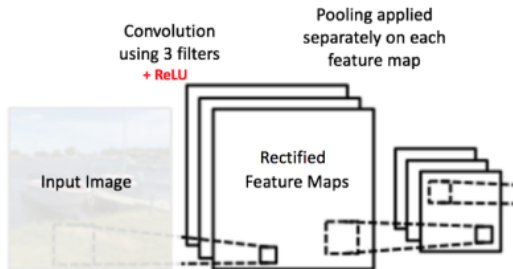 Convolution
using 3 filters
+ ReLU
Pooling applied
separately on each
feature map
Input Image
Rectified
Feature Maps